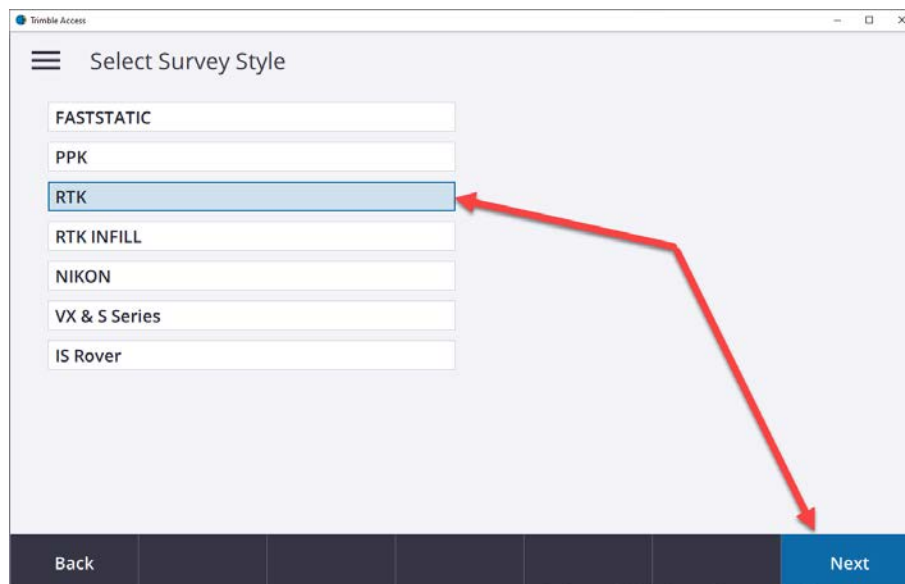 Trimble Access
Select Survey Style
FASTSTATIC
PPK
RTK
RTK INFILL
NIKON
VX & S Series
IS Rover
Back
Next